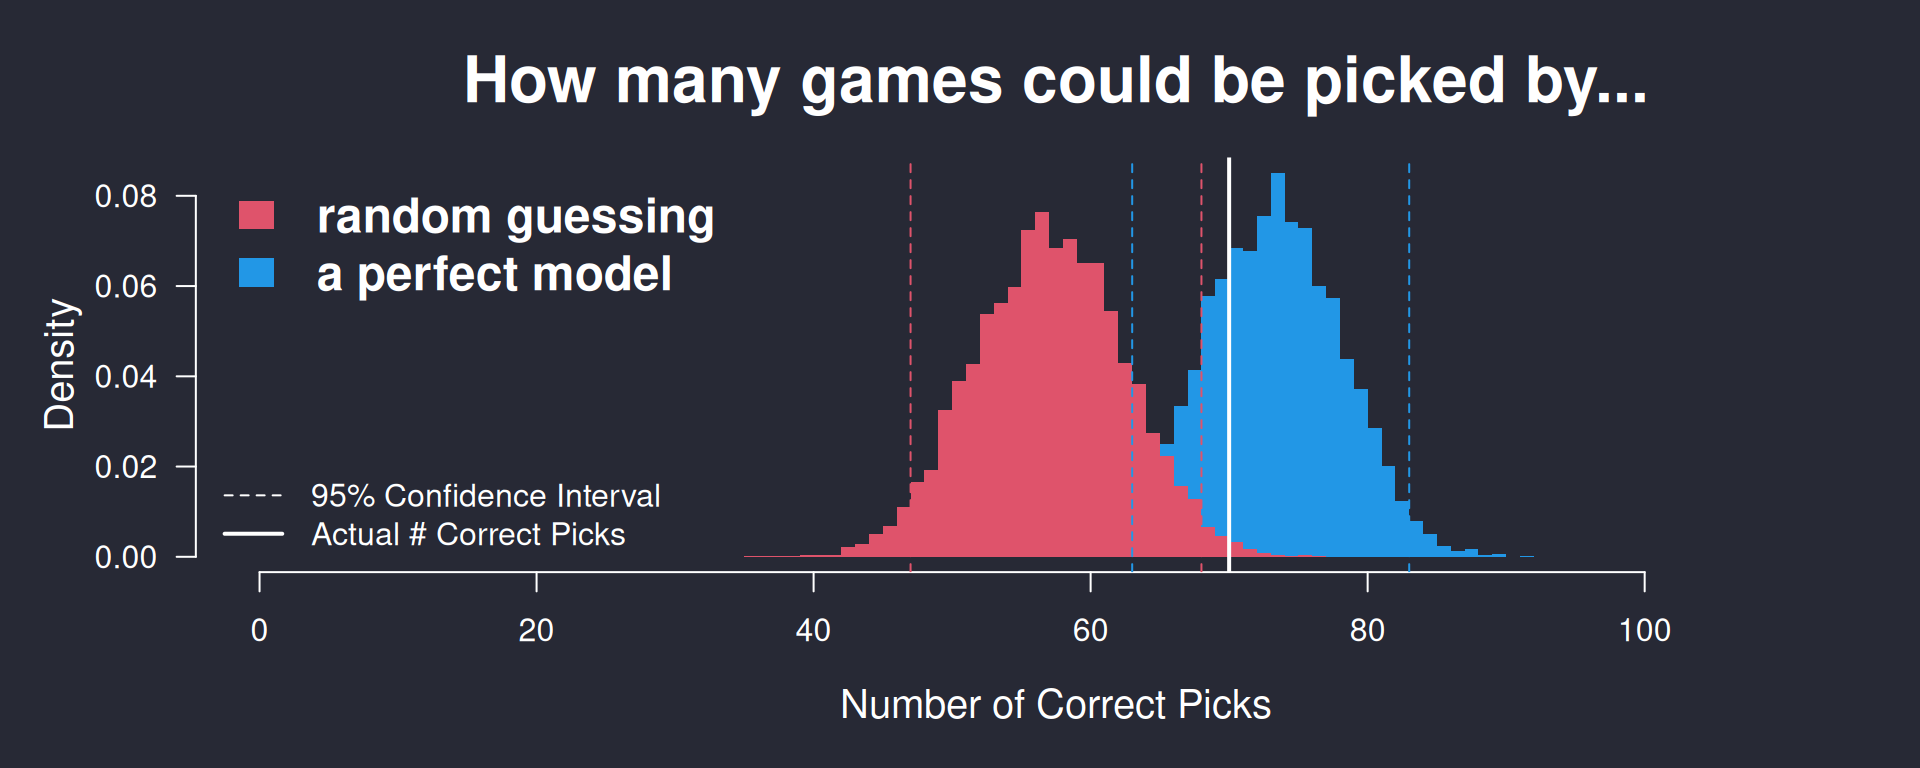 How many games could be picked by...
random guessing
a perfect model
95% Confidence Interval
Actual # Correct Picks
Density
0.08
0.06
0.04
0.02
0.00
0 20 40 60 80 100
Number of Correct Picks